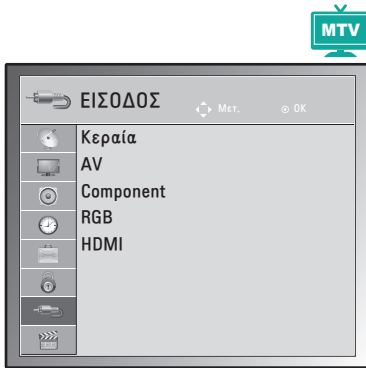 MTV
ΕΙΣΟΔΟΣ Μετ. OK
Κεραία
AV
Component
RGB
HDMI